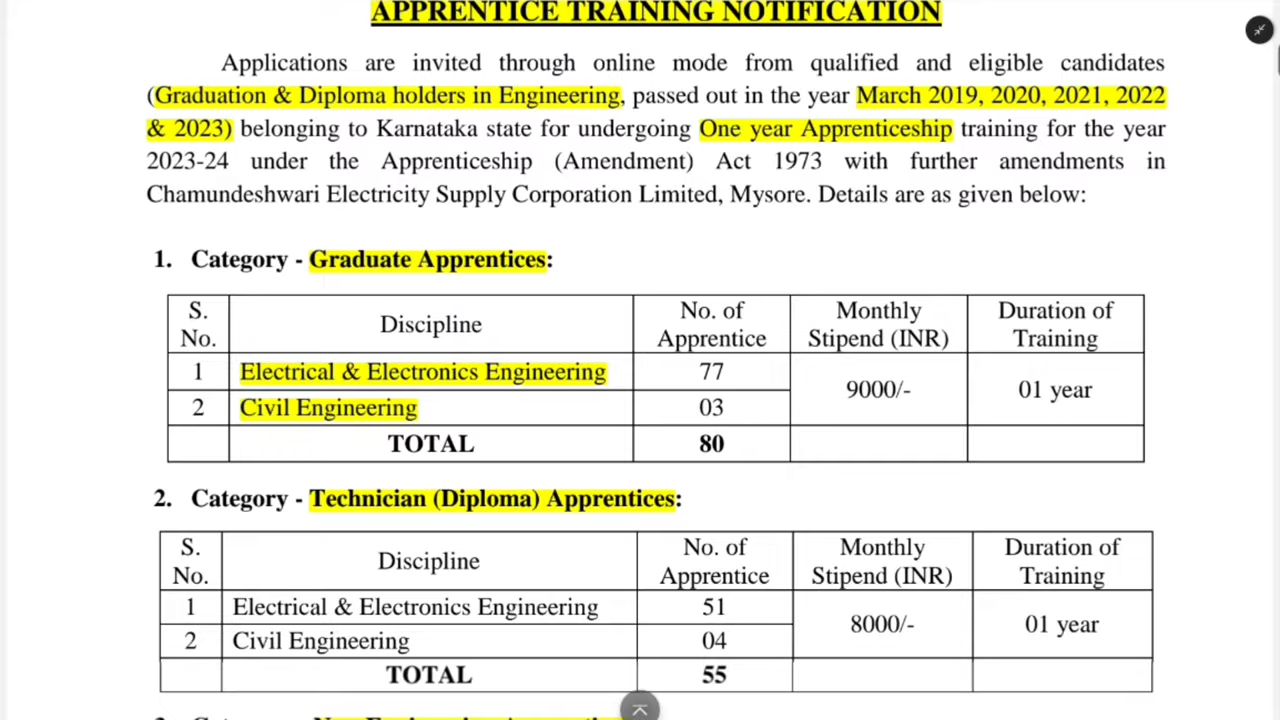 APPRENTICE TRAINING NOTIFICATION
Applications are invited through online mode from qualified and eligible candidates
(Graduation & Diploma holders in Engineering, passed out in the year March 2019, 2020, 2021, 2022
& 2023) belonging to Karnataka state for undergoing One year Apprenticeship training for the year
2023-24 under the Apprenticeship (Amendment) Act 1973 with further amendments in
Chamundeshwari Electricity Supply Corporation Limited, Mysore. Details are as given below:
1. Category - Graduate Apprentices:
S. No. Discipline No. of Apprentice Monthly Stipend (INR) Duration of Training
1 Electrical & Electronics Engineering 77 9000/- 01 year
2 Civil Engineering 03
TOTAL 80
2. Category - Technician (Diploma) Apprentices:
S. No. Discipline No. of Apprentice Monthly Stipend (INR) Duration of Training
1 Electrical & Electronics Engineering 51 8000/- 01 year
2 Civil Engineering 04
TOTAL 55